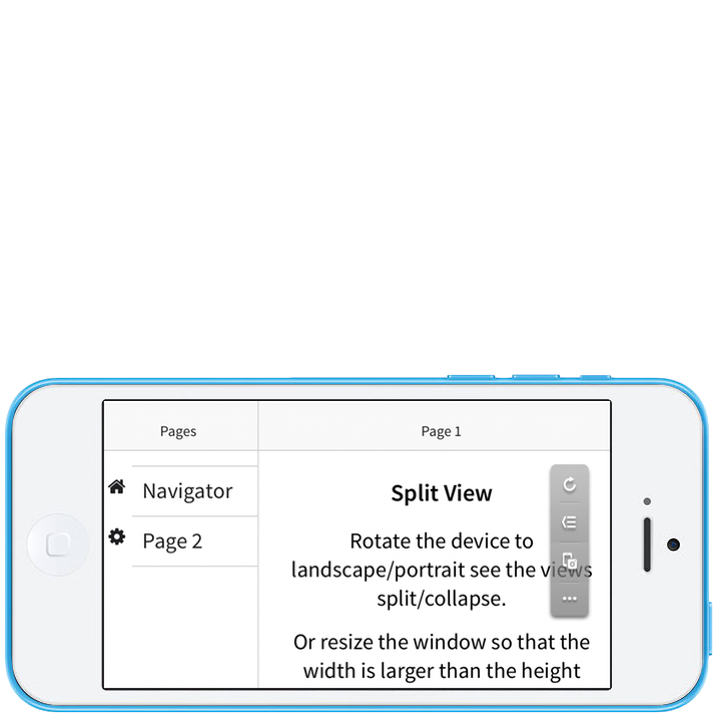 Pages
Page 1
Navigator
Page 2
Split View
Rotate the device to
landscape/portrait see the views
split/collapse.
Or resize the window so that the
width is larger than the height